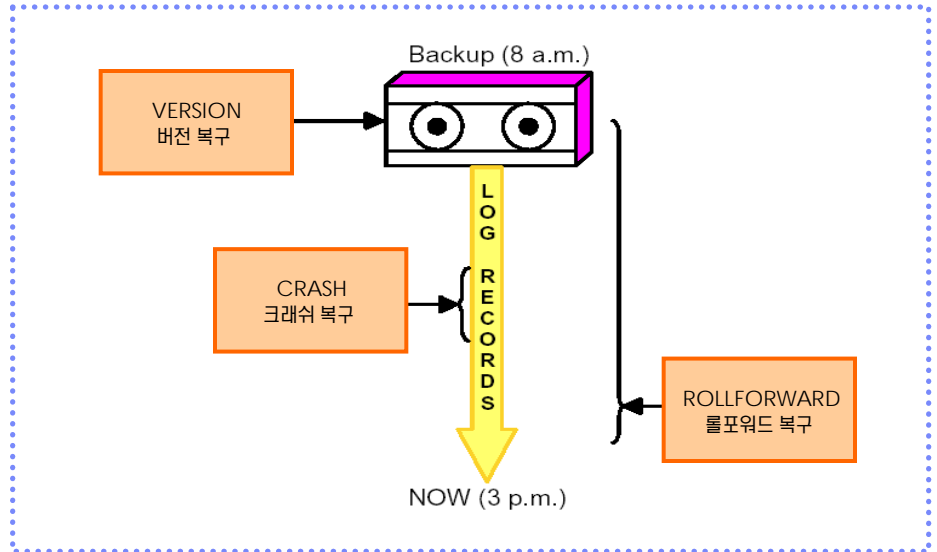 Backup (8 a.m.)
VERSION
버전 복구
LOG RECORDS
CRASH
크래쉬 복구
ROLLFORWARD
롤포워드 복구
NOW (3 p.m.)